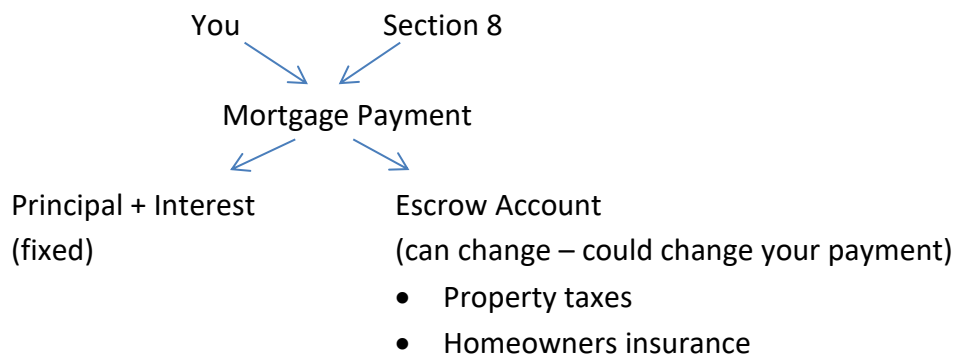 You Section 8
Mortgage Payment
Principal + Interest Escrow Account
(fixed) (can change – could change your payment)
• Property taxes
• Homeowners insurance